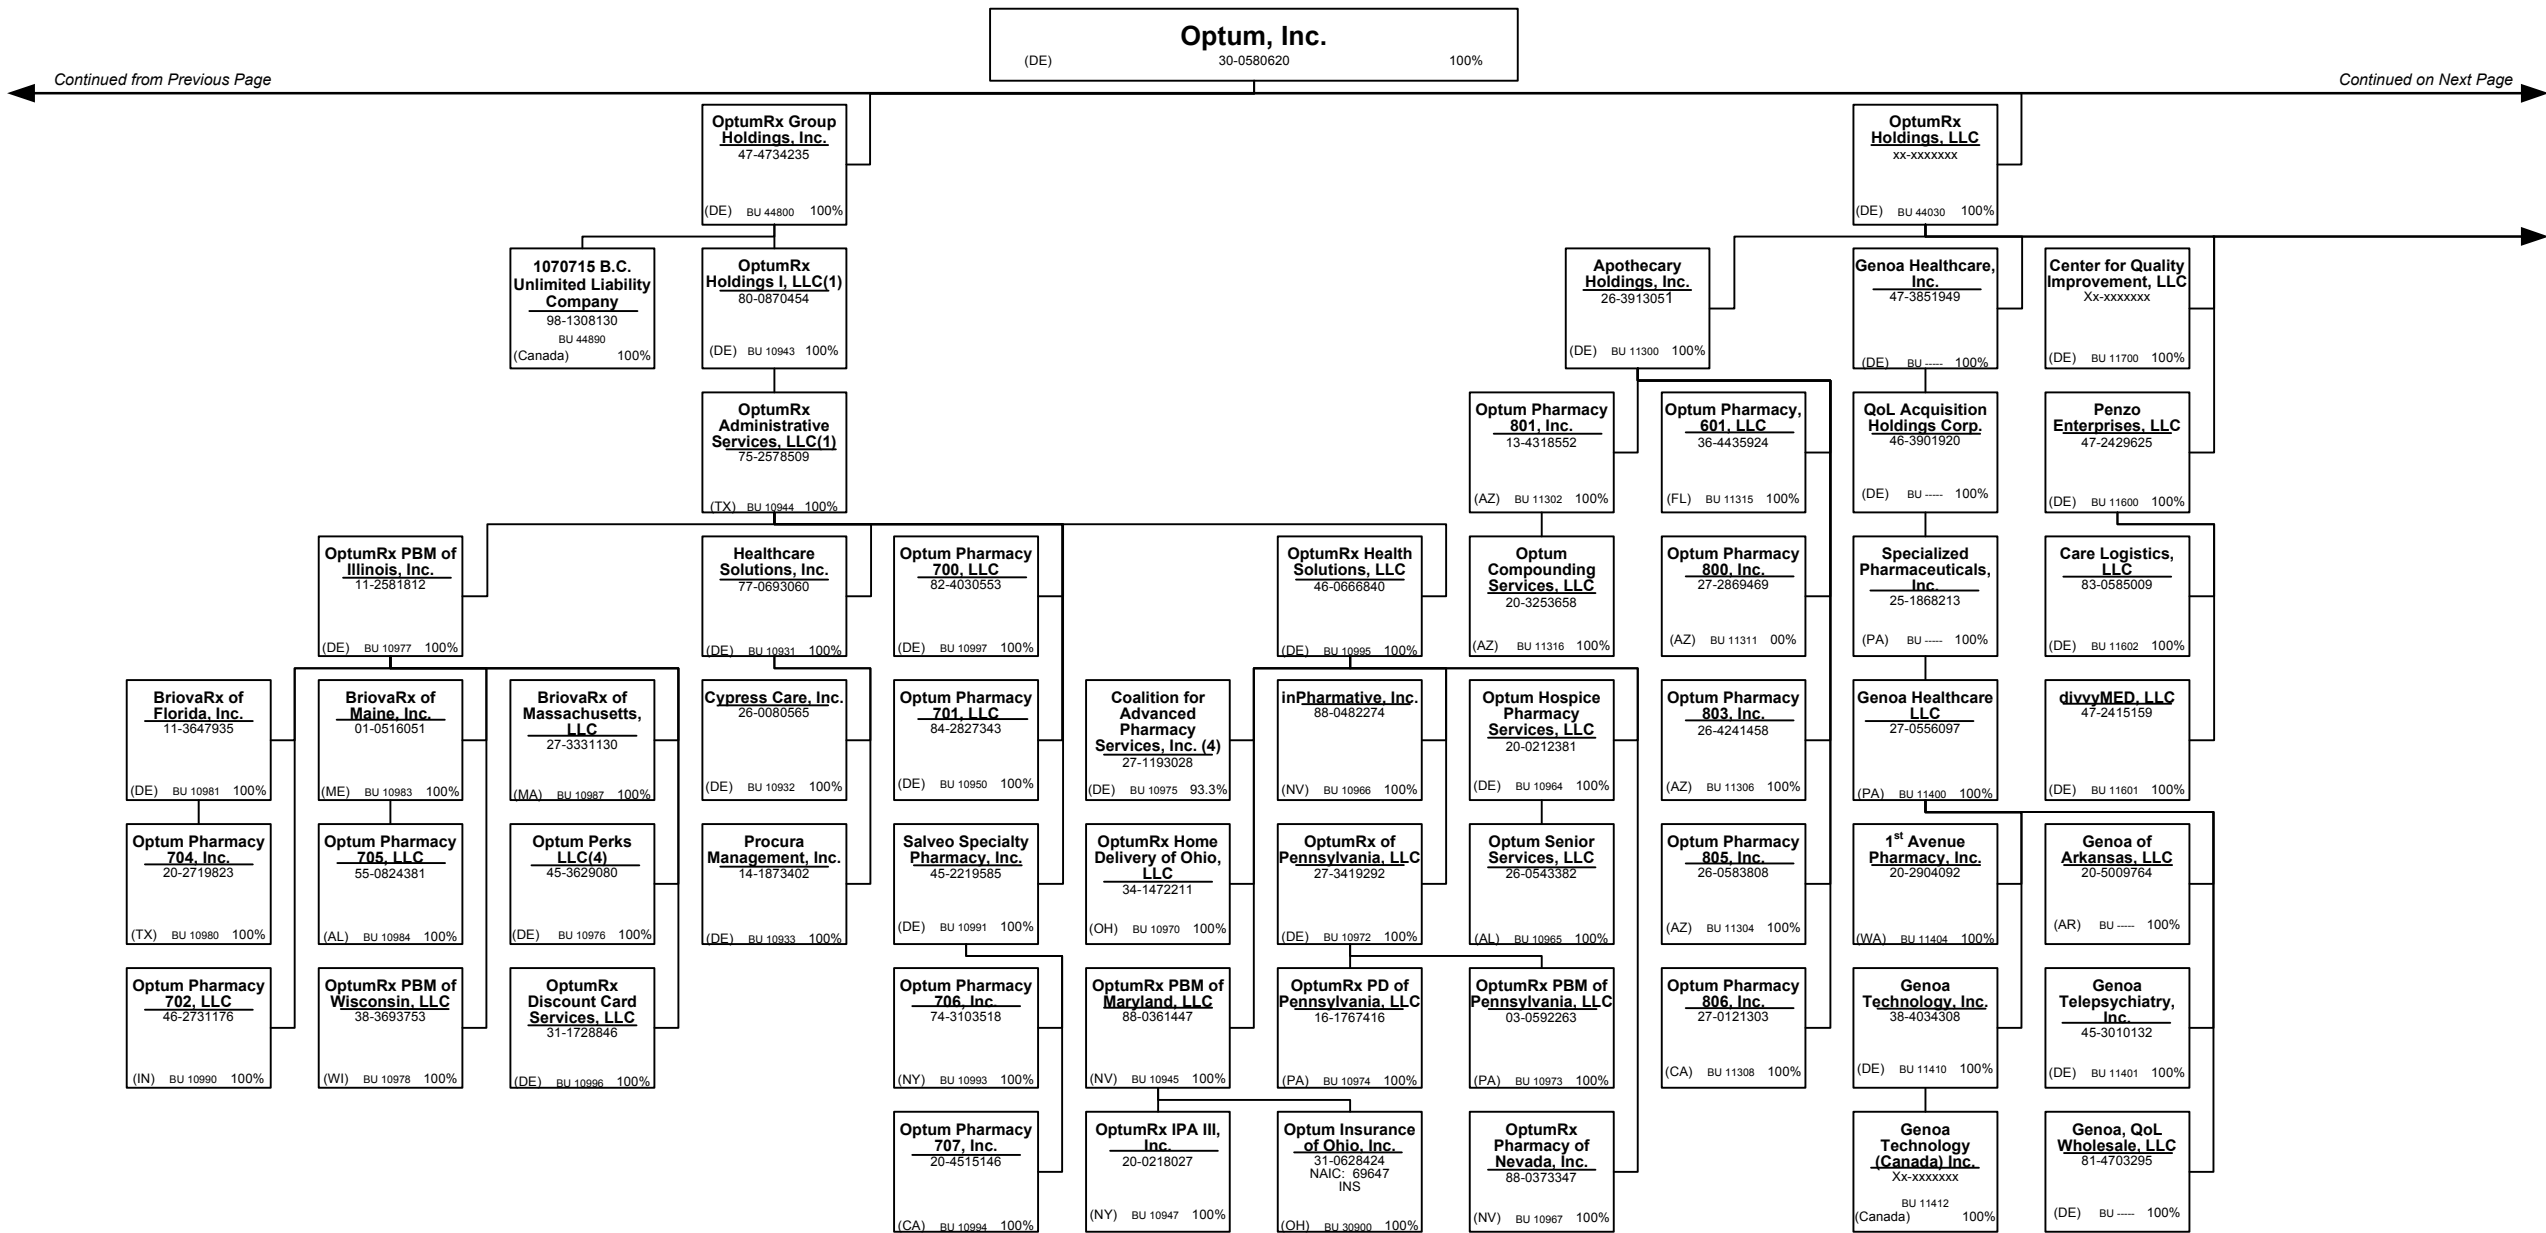 Optum, Inc.
(DE) 30-0580620 100%
Continued from Previous Page
Continued on Next Page
OptumRx Group
Holdings, Inc.
47-4734235
(DE) BU 44800 100%
OptumRx
Holdings, LLC
xx-xxxxxxx
(DE) BU 44030 100%
1070715 B.C.
Unlimited Liability
Company
98-1308130
BU 44890
(Canada) 100%
OptumRx
Holdings I, LLC(1)
80-0870454
(DE) BU 10943 100%
Apothecary
Holdings, Inc.
26-3913051
(DE) BU 11300 100%
Genoa Healthcare,
Inc.
47-3851949
(DE) BU ----- 100%
Center for Quality
Improvement, LLC
Xx-xxxxxxx
(DE) BU 11700 100%
OptumRx
Administrative
Services, LLC(1)
75-2578509
(TX) BU 10944 100%
Optum Pharmacy
801, Inc.
13-4318552
(AZ) BU 11302 100%
Optum Pharmacy,
601, LLC
36-4435924
(FL) BU 11315 100%
QoL Acquisition
Holdings Corp.
46-3901920
(DE) BU ----- 100%
Penzo
Enterprises, LLC
47-2429625
(DE) BU 11600 100%
OptumRx PBM of
Illinois, Inc.
11-2581812
(DE) BU 10977 100%
Healthcare
Solutions, Inc.
77-0693060
(DE) BU 10931 100%
Optum Pharmacy
700, LLC
82-4030553
(DE) BU 10997 100%
OptumRx Health
Solutions, LLC
46-0666840
(DE) BU 10995 100%
Optum
Compounding
Services, LLC
20-3253658
(AZ) BU 11316 100%
Optum Pharmacy
800, Inc.
27-2869469
(AZ) BU 11311 00%
Specialized
Pharmaceuticals,
Inc.
25-1868213
(PA) BU ----- 100%
Care Logistics,
LLC
83-0585009
(DE) BU 11602 100%
BriovaRx of
Florida, Inc.
11-3647935
(DE) BU 10981 100%
BriovaRx of
Maine, Inc.
01-0516051
(ME) BU 10983 100%
BriovaRx of
Massachusetts,
LLC
27-3331130
(MA) BU 10987 100%
Cypress Care, Inc.
26-0080565
(DE) BU 10932 100%
Optum Pharmacy
701, LLC
84-2827343
(DE) BU 10950 100%
Coalition for
Advanced
Pharmacy
Services, Inc. (4)
27-1193028
(DE) BU 10975 93.3%
inPharmative, Inc.
88-0482274
(NV) BU 10966 100%
Optum Hospice
Pharmacy
Services, LLC
20-0212381
(DE) BU 10964 100%
Optum Pharmacy
803, Inc.
26-4241458
(AZ) BU 11306 100%
Genoa Healthcare
LLC
27-0556097
(PA) BU 11400 100%
divvyMED, LLC
47-2415159
(DE) BU 11601 100%
Optum Pharmacy
704, Inc.
20-2719823
(TX) BU 10980 100%
Optum Pharmacy
705, LLC
55-0824381
(AL) BU 10984 100%
Optum Perks
LLC(4)
45-3629080
(DE) BU 10976 100%
Procura
Management, Inc.
14-1873402
(DE) BU 10933 100%
Salveo Specialty
Pharmacy, Inc.
45-2219585
(DE) BU 10991 100%
OptumRx Home
Delivery of Ohio,
LLC
34-1472211
(OH) BU 10970 100%
OptumRx of
Pennsylvania, LLC
27-3419292
(DE) BU 10972 100%
Optum Senior
Services, LLC
26-0543382
(AL) BU 10965 100%
Optum Pharmacy
805, Inc.
26-0583808
(AZ) BU 11304 100%
1st Avenue
Pharmacy, Inc.
20-2904092
(WA) BU 11404 100%
Genoa of
Arkansas, LLC
20-5009764
(AR) BU ----- 100%
Optum Pharmacy
702, LLC
46-2731176
(IN) BU 10990 100%
OptumRx PBM of
Wisconsin, LLC
38-3693753
(WI) BU 10978 100%
OptumRx
Discount Card
Services, LLC
31-1728846
(DE) BU 10996 100%
Optum Pharmacy
706, Inc.
74-3103518
(NY) BU 10993 100%
OptumRx PBM of
Maryland, LLC
88-0361447
(NV) BU 10945 100%
OptumRx PD of
Pennsylvania, LLC
16-1767416
(PA) BU 10974 100%
OptumRx PBM of
Pennsylvania, LLC
03-0592263
(PA) BU 10973 100%
Optum Pharmacy
806, Inc.
27-0121303
(CA) BU 11308 100%
Genoa
Technology, Inc.
38-4034308
(DE) BU 11410 100%
Genoa
Telepsychiatry,
Inc.
45-3010132
(DE) BU 11401 100%
Optum Pharmacy
707, Inc.
20-4515146
(CA) BU 10994 100%
OptumRx IPA III,
Inc.
20-0218027
(NY) BU 10947 100%
Optum Insurance
of Ohio, Inc.
31-0628424
NAIC: 69647
INS
(OH) BU 30900 100%
OptumRx
Pharmacy of
Nevada, Inc.
88-0373347
(NV) BU 10967 100%
Genoa
Technology
(Canada) Inc.
Xx-xxxxxxx
BU 11412
(Canada) 100%
Genoa, QoL
Wholesale, LLC
81-4703295
(DE) BU ----- 100%